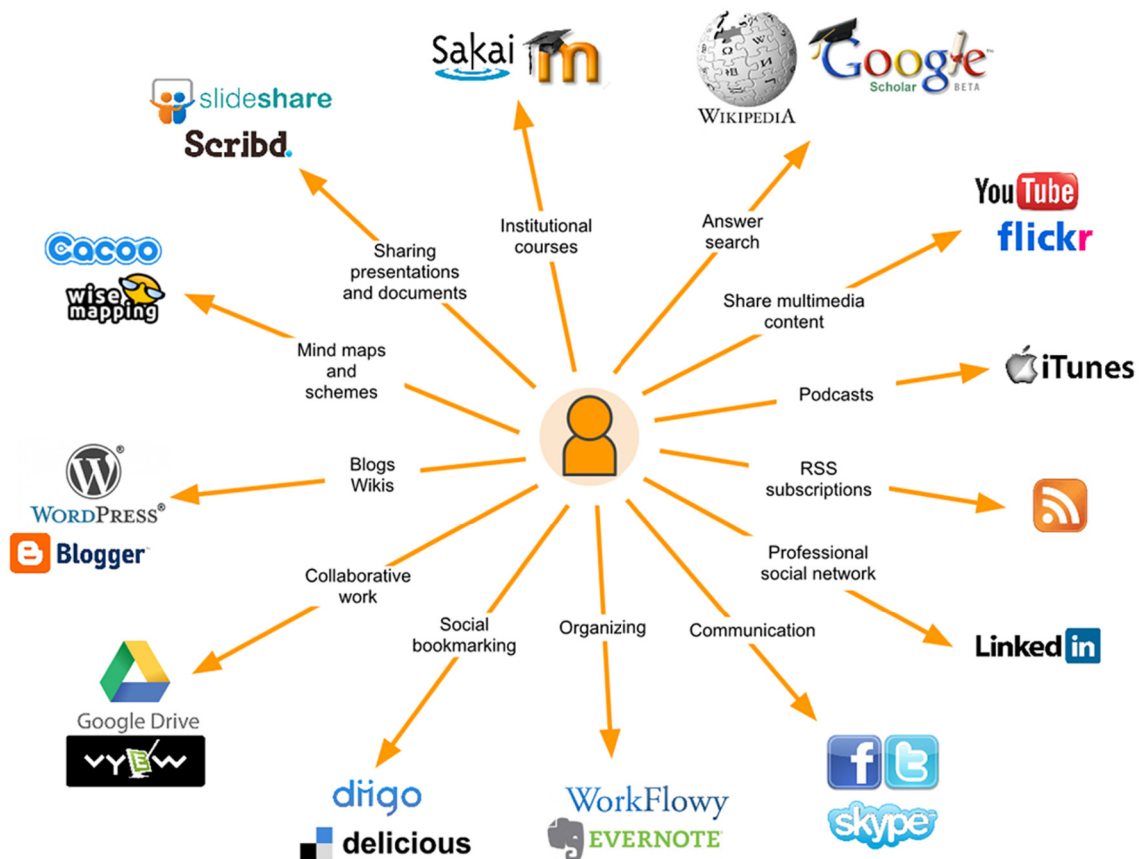 Sakai
m
WIKIPEDIA
Google
Scholar BETA
slideshare
Scribd.
YouTube
flickr
Institutional
courses
Answer
search
Sharing
presentations
and documents
Cacoo
wise
mapping
Share multimedia
content
Mind maps
and
schemes
Podcasts
iTunes
Blogs
Wikis
RSS
subscriptions
W®
WORDPRESS®
Blogger
Professional
social network
Collaborative
work
Social
bookmarking
Organizing
Communication
Linked in
Google Drive
VYEW
f t
skype
diigo
delicious
WorkFlowy
EVERNOTE